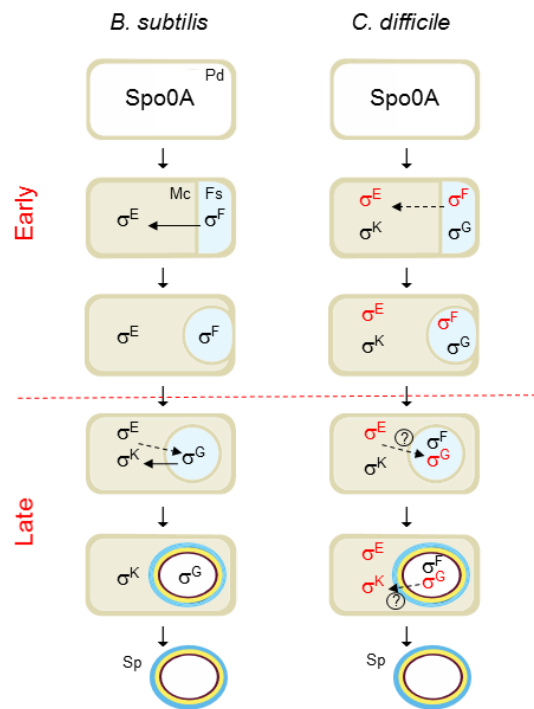 B. subtilis C. difficile
Pd
Spo0A Spo0A
Early
Mc Fs
σE σF σE σF
σK σG
σE σF σE σF
σK σG
Late
σE σE ? σF
σK σG σK σG
σK σG σE σF
σK σG
?
Sp Sp